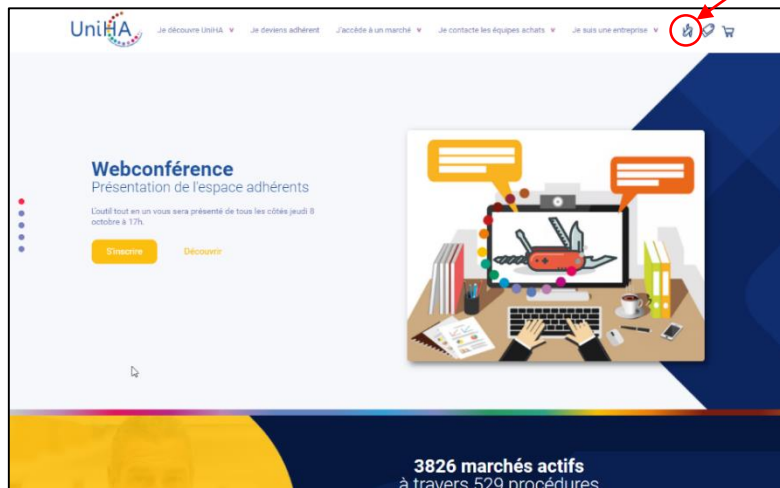 UniHA
Je découvre UniHA
Je deviens adhérent
J'accède à un marché
Je contacte les équipes achats
Je suis une entreprise
Webconférence
Présentation de l'espace adhérents
L'outil tout en un vous sera présenté de tous les côtés jeudi 8
octobre à 17h.
S'inscrire
Découvrir
3826 marchés actifs
à travers 529 procédures